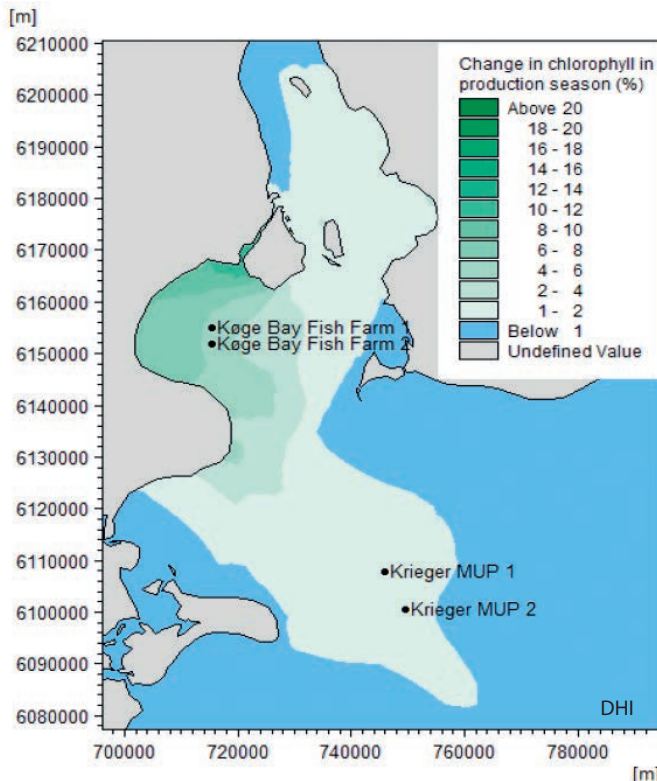 [m]
6210000
6200000
6190000
6180000
6170000
6160000
6150000
6140000
6130000
6120000
6110000
6100000
6090000
6080000
Change in chlorophyll in
production season (%)
Above 20
18 - 20
16 - 18
14 - 16
12 - 14
10 - 12
8 - 10
6 - 8
4 - 6
2 - 4
1 - 2
Below 1
Undefined Value
Køge Bay Fish Farm 1
Køge Bay Fish Farm 2
Krieger MUP 1
Krieger MUP 2
DHI
700000 720000 740000 760000 780000
[m]